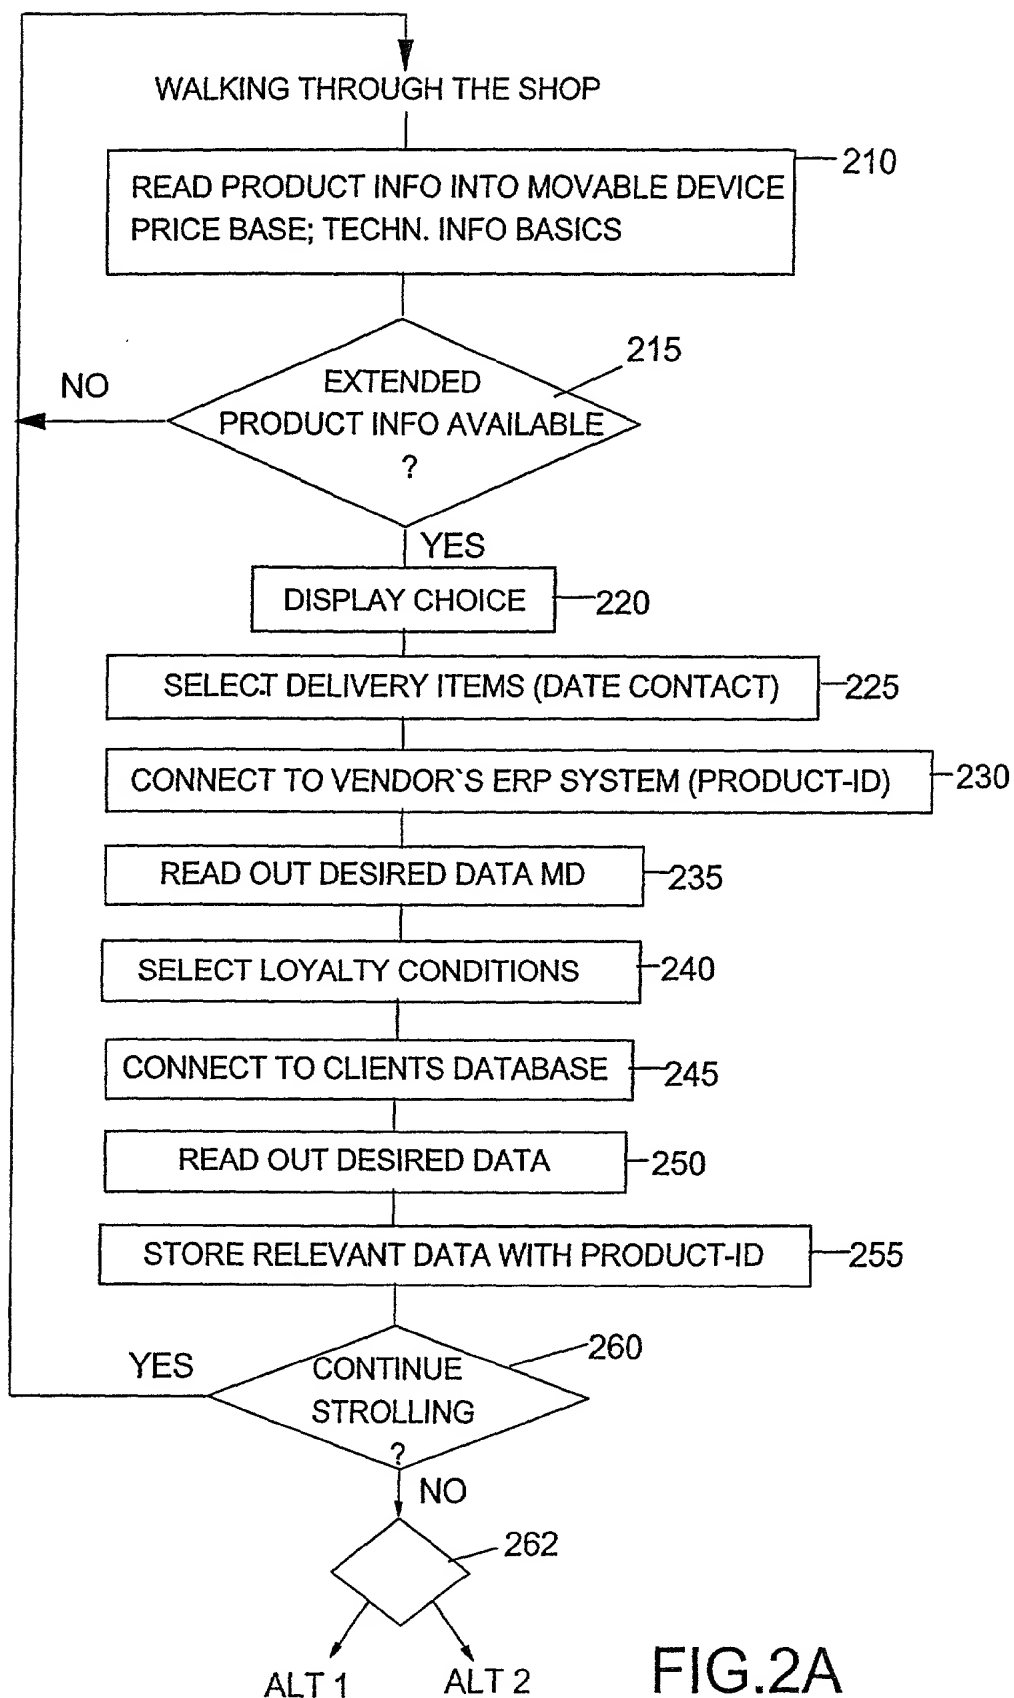 WALKING THROUGH THE SHOP
210
READ PRODUCT INFO INTO MOVABLE DEVICE
PRICE BASE; TECHN. INFO BASICS
215
NO
EXTENDED
PRODUCT INFO AVAILABLE
?
YES
DISPLAY CHOICE
220
SELECT DELIVERY ITEMS (DATE CONTACT)
225
CONNECT TO VENDOR`S ERP SYSTEM (PRODUCT-ID)
230
READ OUT DESIRED DATA MD
235
SELECT LOYALTY CONDITIONS
240
CONNECT TO CLIENTS DATABASE
245
READ OUT DESIRED DATA
250
STORE RELEVANT DATA WITH PRODUCT-ID
255
260
YES
CONTINUE
STROLLING
?
NO
262
ALT 1
ALT 2
FIG.2A